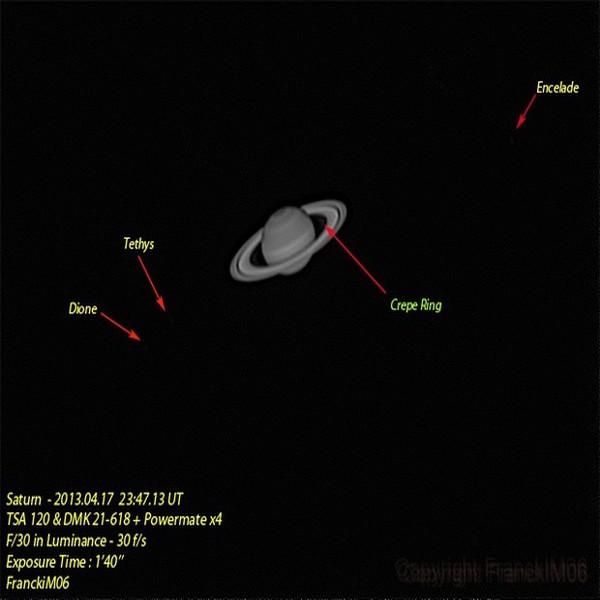 Encelade
Tethys
Dione
Crepe Ring
Saturn - 2013.04.17 23:47.13 UT
TSA 120 & DMK 21-618 + Powermate x4
F/30 in Luminance - 30 f/s
Exposure Time : 1'40''
FranckiM06
Copyright FranckIM06